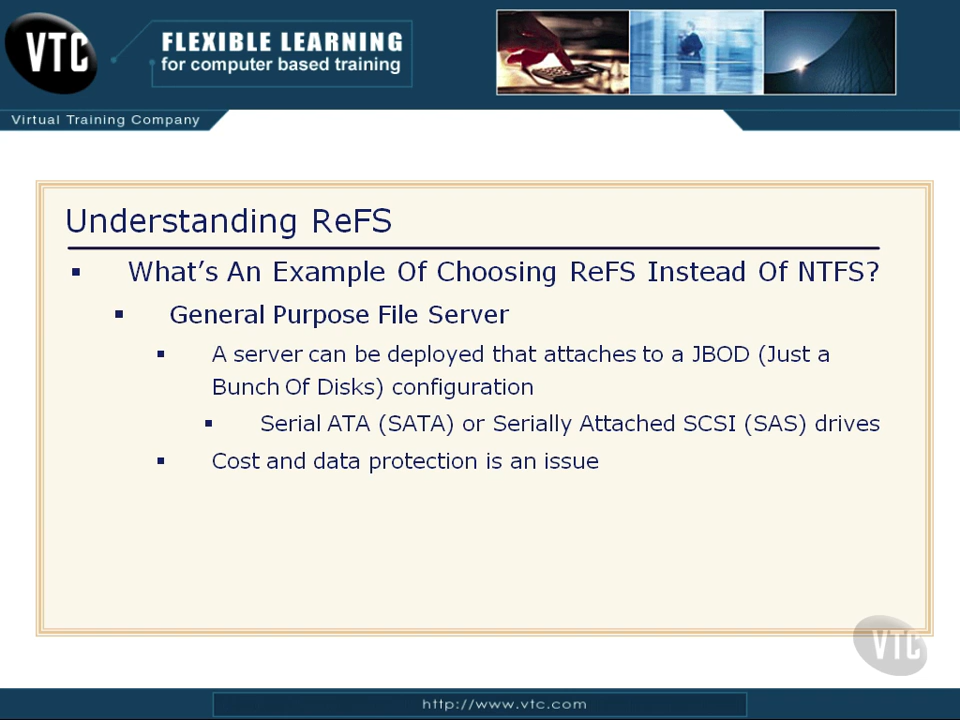 VTC
FLEXIBLE LEARNING
for computer based training
Virtual Training Company
Understanding ReFS
▪ What's An Example Of Choosing ReFS Instead Of NTFS?
▪ General Purpose File Server
▪ A server can be deployed that attaches to a JBOD (Just a
Bunch Of Disks) configuration
▪ Serial ATA (SATA) or Serially Attached SCSI (SAS) drives
▪ Cost and data protection is an issue
VTC
http://www.vtc.com